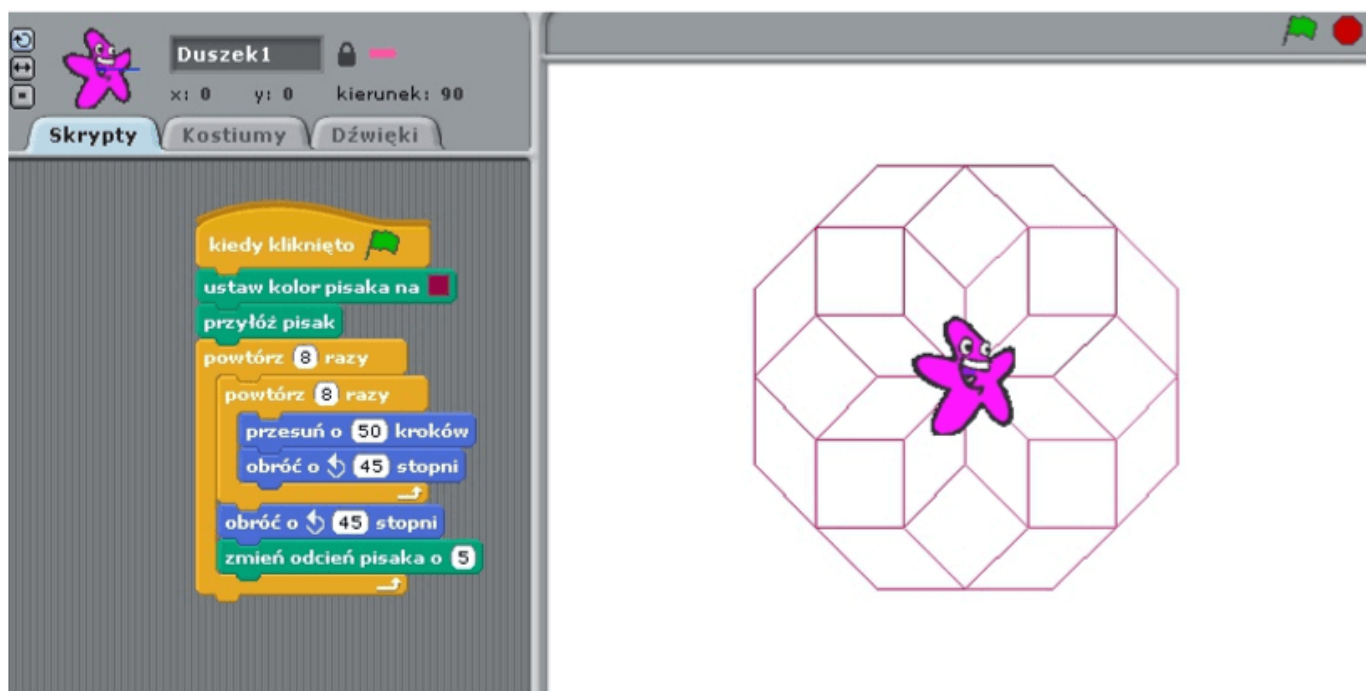 Duszek1
x: 0 y: 0 kierunek: 90
Skrypty Kostiumy Dźwięki
kiedy kliknięto
ustaw kolor pisaka na
przyłóż pisak
powtórz 8 razy
powtórz 8 razy
przesuń o 50 kroków
obróć o 45 stopni
obróć o 45 stopni
zmień odcień pisaka o 5